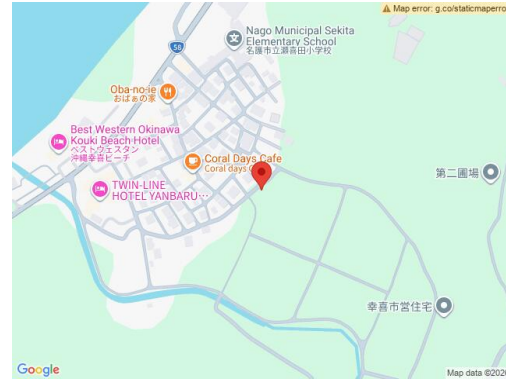 Map error: g.co/staticmaperro
Nago Municipal Sekita
Elementary School
名護市立瀬喜田小学校
58
Oba-no-ie
おばぁの家
Best Western Okinawa
Kouki Beach Hotel
ベストウェスタン
沖縄幸喜ビーチ
Coral Days Cafe
Coral days
TWIN-LINE
HOTEL YANBARU…
第二圃場
幸喜市営住宅
Google
Map data ©2026